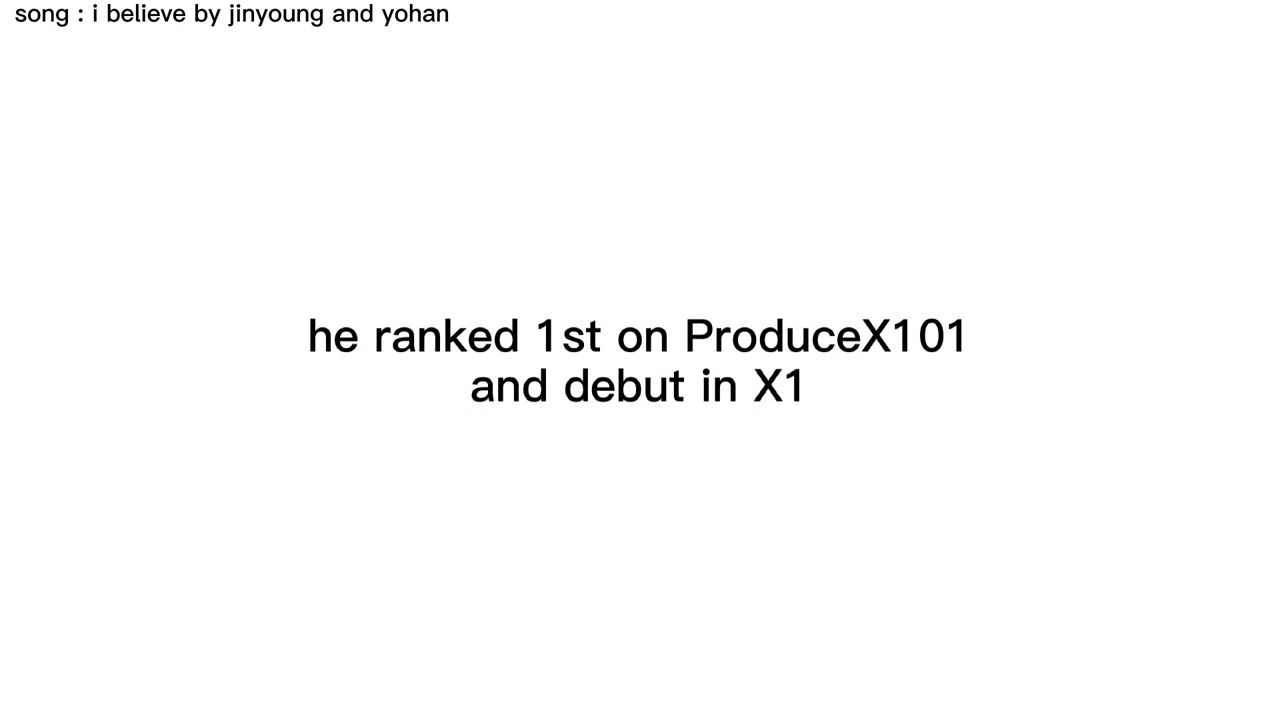 song : i believe by jinyoung and yohan
he ranked 1st on ProduceX101
and debut in X1